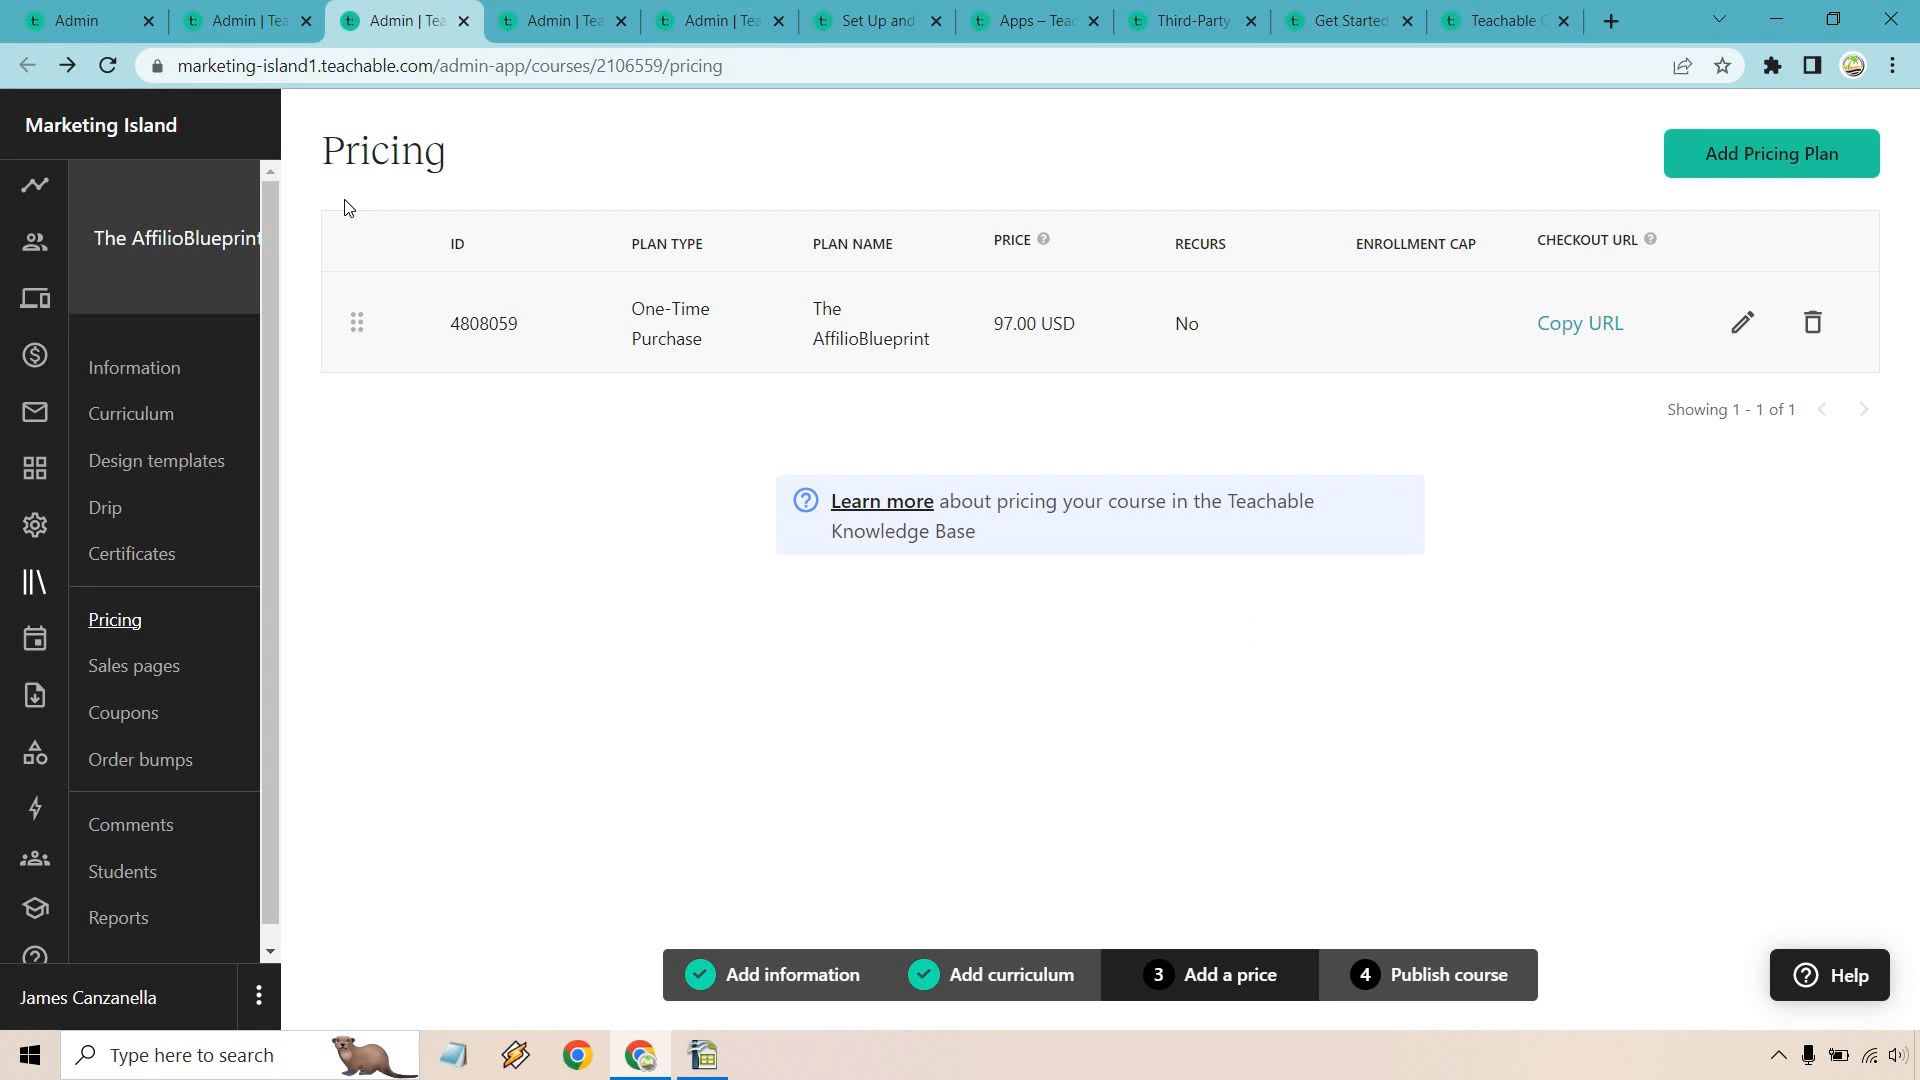 Admin
Admin | Tea
Admin | Tea
Admin | Tea
Admin | Tea
Set Up and
Apps – Teac
Third-Party
Get Started
Teachable
marketing-island1.teachable.com/admin-app/courses/2106559/pricing
Marketing Island
The AffilioBlueprint
Information
Curriculum
Design templates
Drip
Certificates
Pricing
Sales pages
Coupons
Order bumps
Comments
Students
Reports
James Canzanella
Pricing
Add Pricing Plan
ID PLAN TYPE PLAN NAME PRICE RECURS ENROLLMENT CAP CHECKOUT URL
4808059 One-Time Purchase The AffilioBlueprint 97.00 USD No Copy URL
Showing 1 - 1 of 1
Learn more about pricing your course in the Teachable
Knowledge Base
Add information Add curriculum 3 Add a price 4 Publish course
Help
Type here to search